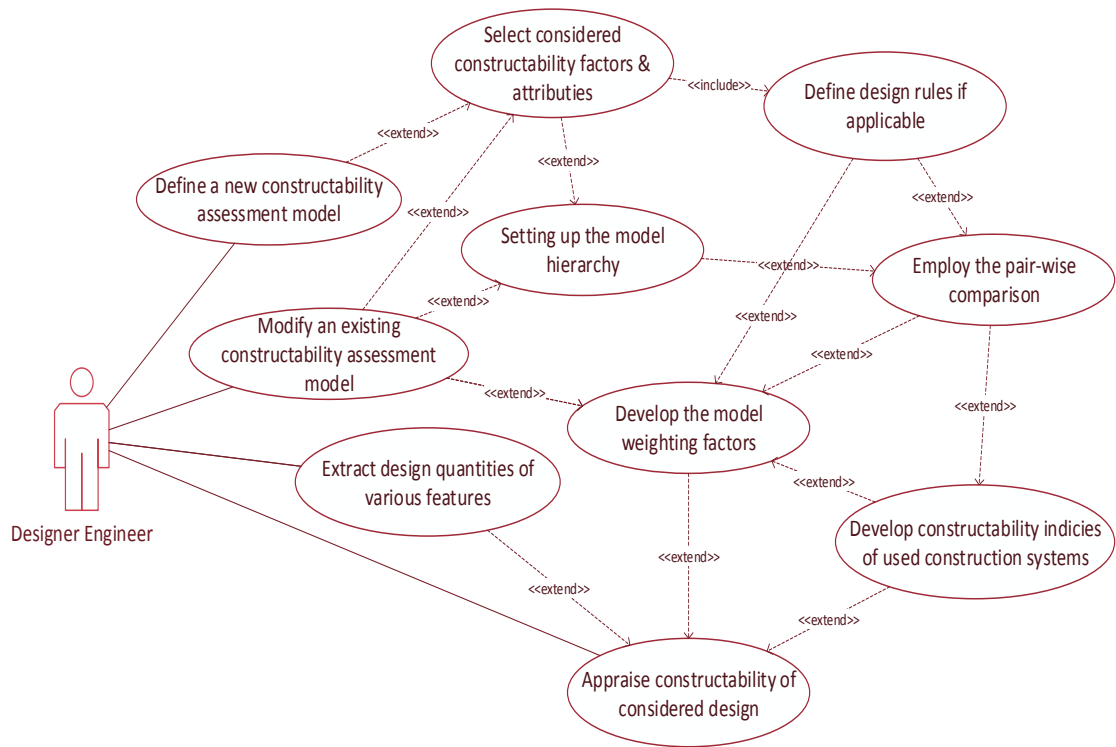 Select considered
constructability factors &
attributies
<<include>>
Define design rules if
applicable
<<extend>>
Define a new constructability
assessment model
<<extend>>
<<extend>>
<<extend>>
<<extend>>
Setting up the model
hierarchy
<<extend>>
Employ the pair-wise
comparison
<<extend>>
Modify an existing
constructability assessment
model
<<extend>>
<<extend>>
<<extend>>
Develop the model
weighting factors
<<extend>>
Extract design quantities of
various features
<<extend>>
Designer Engineer
Develop constructability indicies
of used construction systems
<<extend>>
<<extend>>
<<extend>>
Appraise constructability of
considered design